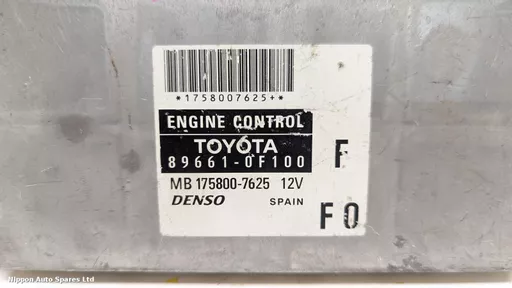 *1758007625+*
ENGINE CONTROL
TOYOTA
89661-0F100 F
MB 175800-7625 12V
DENSO SPAIN
F0
Nippon Auto Spares Ltd